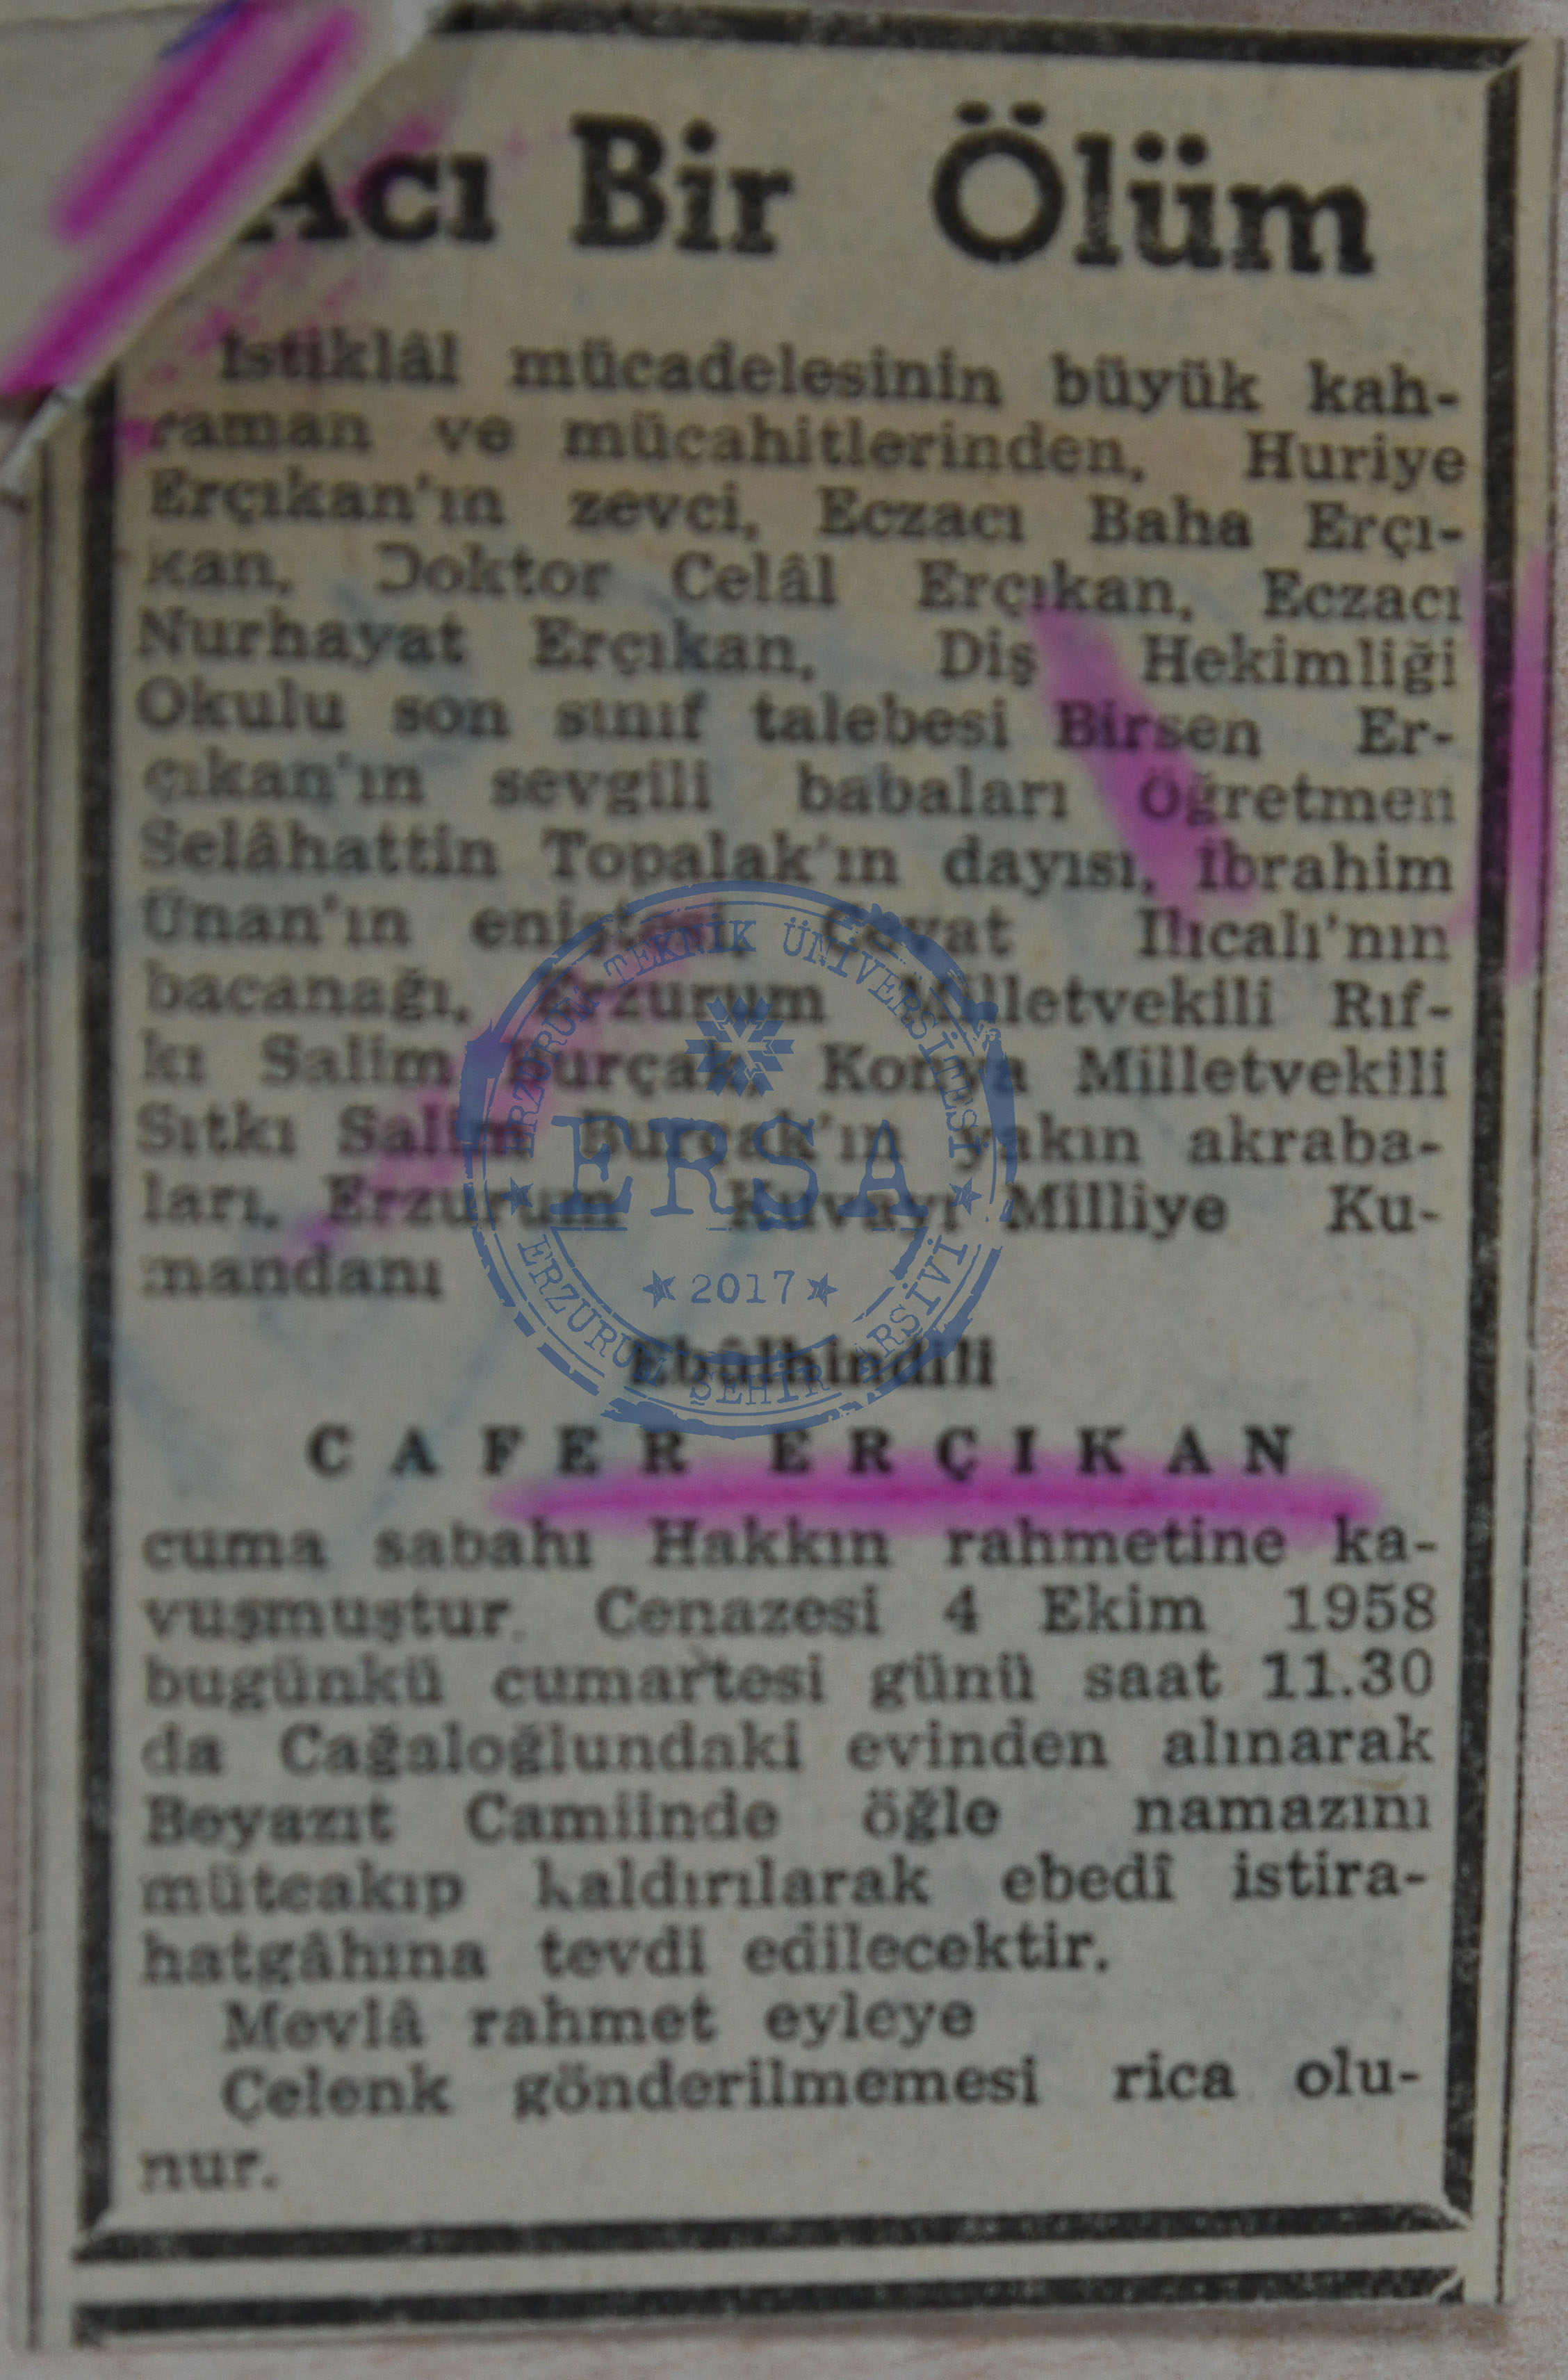 Acı Bir Ölüm
İstiklâl mücadelesinin büyük kah-
raman ve mücahitlerinden, Huriye
Erçıkan'ın zevci, Eczacı Baha Erçı-
kan, Doktor Celâl Erçıkan, Eczacı
Nurhayat Erçıkan, Diş Hekimliği
Okulu son sınıf talebesi Birsen Er-
çıkan'ın sevgili babaları Öğretmen
Selâhattin Topalak'ın dayısı, İbrahim
Ünan'ın eniştesi, Cevat Ilıcalı'nın
bacanağı, Erzurum Milletvekili Rıf-
kı Salim Burçak, Konya Milletvekili
Sıtkı Salim Burçak'ın yakın akraba-
ları, Erzurum Kuvayı Milliye Ku-
mandanı
Ebülhindili
CAFER ERÇIKAN
cuma sabahı Hakkın rahmetine ka-
vuşmuştur. Cenazesi 4 Ekim 1958
bugünkü cumartesi günü saat 11.30
da Cağaloğlundaki evinden alınarak
Beyazıt Camiinde öğle namazını
müteakıp kaldırılarak ebedî istira-
hatgâhına tevdi edilecektir.
Mevlâ rahmet eyleye
Çelenk gönderilmemesi rica olu-
nur.
ERZURUM TEKNİK ÜNİVERSİTESİ
ERSA
2017
ERZURUM ŞEHİR ARŞİVİ